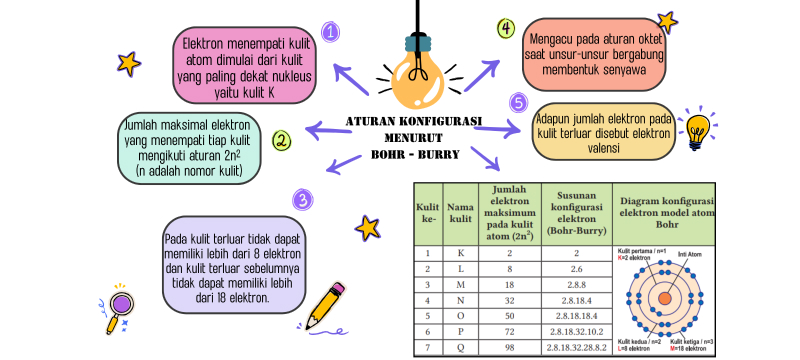 ATURAN KONFIGURASI
MENURUT
BOHR - BURRY
1
Elektron menempati kulit
atom dimulai dari kulit
yang paling dekat nukleus
yaitu kulit K
2
Jumlah maksimal elektron
yang menempati tiap kulit
mengikuti aturan 2n²
(n adalah nomor kulit)
3
Pada kulit terluar tidak dapat
memiliki lebih dari 8 elektron
dan kulit terluar sebelumnya
tidak dapat memiliki lebih
dari 18 elektron.
4
Mengacu pada aturan oktet
saat unsur-unsur bergabung
membentuk senyawa
5
Adapun jumlah elektron pada
kulit terluar disebut elektron
valensi
Kulit ke- | Nama kulit | Jumlah elektron maksimum pada kulit atom (2n²) | Susunan konfigurasi elektron (Bohr-Burry) | Diagram konfigurasi elektron model atom Bohr
1 K 2 2
2 L 8 2.6
3 M 18 2.8.8
4 N 32 2.8.18.4
5 O 50 2.8.18.18.4
6 P 72 2.8.18.32.10.2
7 Q 98 2.8.18.32.28.8.2
Kulit pertama / n=1
K=2 elektron
Inti Atom
Kulit kedua / n=2
L=8 elektron
Kulit ketiga / n=3
M=18 elektron